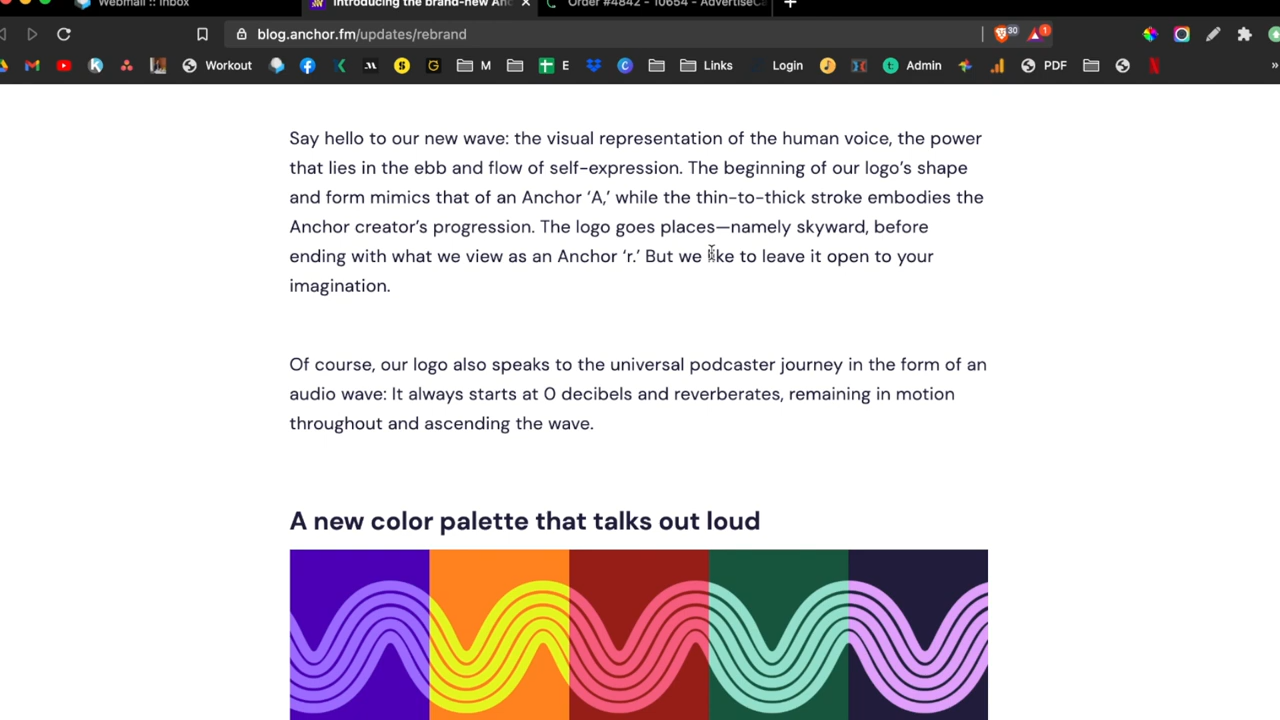 Webmail :: Inbox
Introducing the brand-new Anc
Order #4842 - 10654 - AdvertiseCa
blog.anchor.fm/updates/rebrand
30
1
Workout
M
E
Links
Login
Admin
PDF
Say hello to our new wave: the visual representation of the human voice, the power
that lies in the ebb and flow of self-expression. The beginning of our logo’s shape
and form mimics that of an Anchor ‘A,’ while the thin-to-thick stroke embodies the
Anchor creator’s progression. The logo goes places—namely skyward, before
ending with what we view as an Anchor ‘r.’ But we like to leave it open to your
imagination.
Of course, our logo also speaks to the universal podcaster journey in the form of an
audio wave: It always starts at 0 decibels and reverberates, remaining in motion
throughout and ascending the wave.
A new color palette that talks out loud